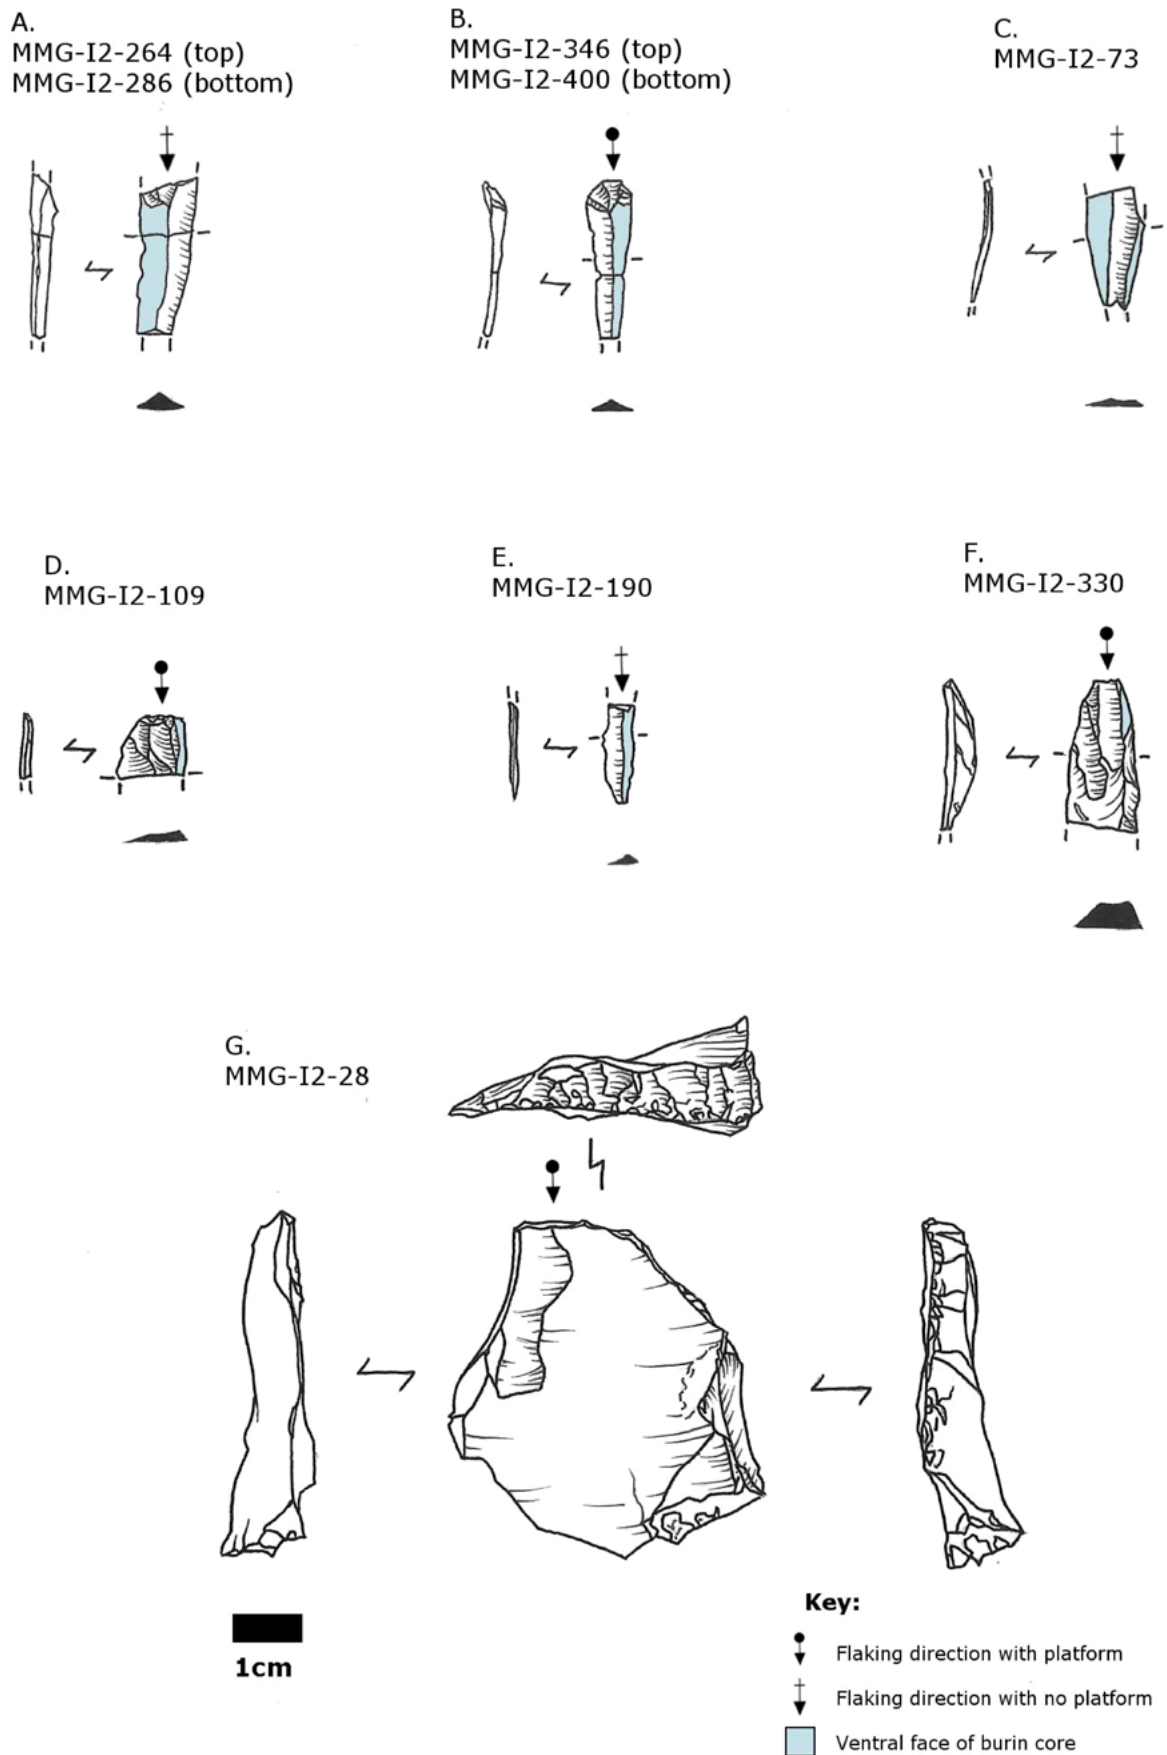 A.
MMG-I2-264 (top)
MMG-I2-286 (bottom)
B.
MMG-I2-346 (top)
MMG-I2-400 (bottom)
C.
MMG-I2-73
D.
MMG-I2-109
E.
MMG-I2-190
F.
MMG-I2-330
G.
MMG-I2-28
1cm
Key:
Flaking direction with platform
Flaking direction with no platform
Ventral face of burin core